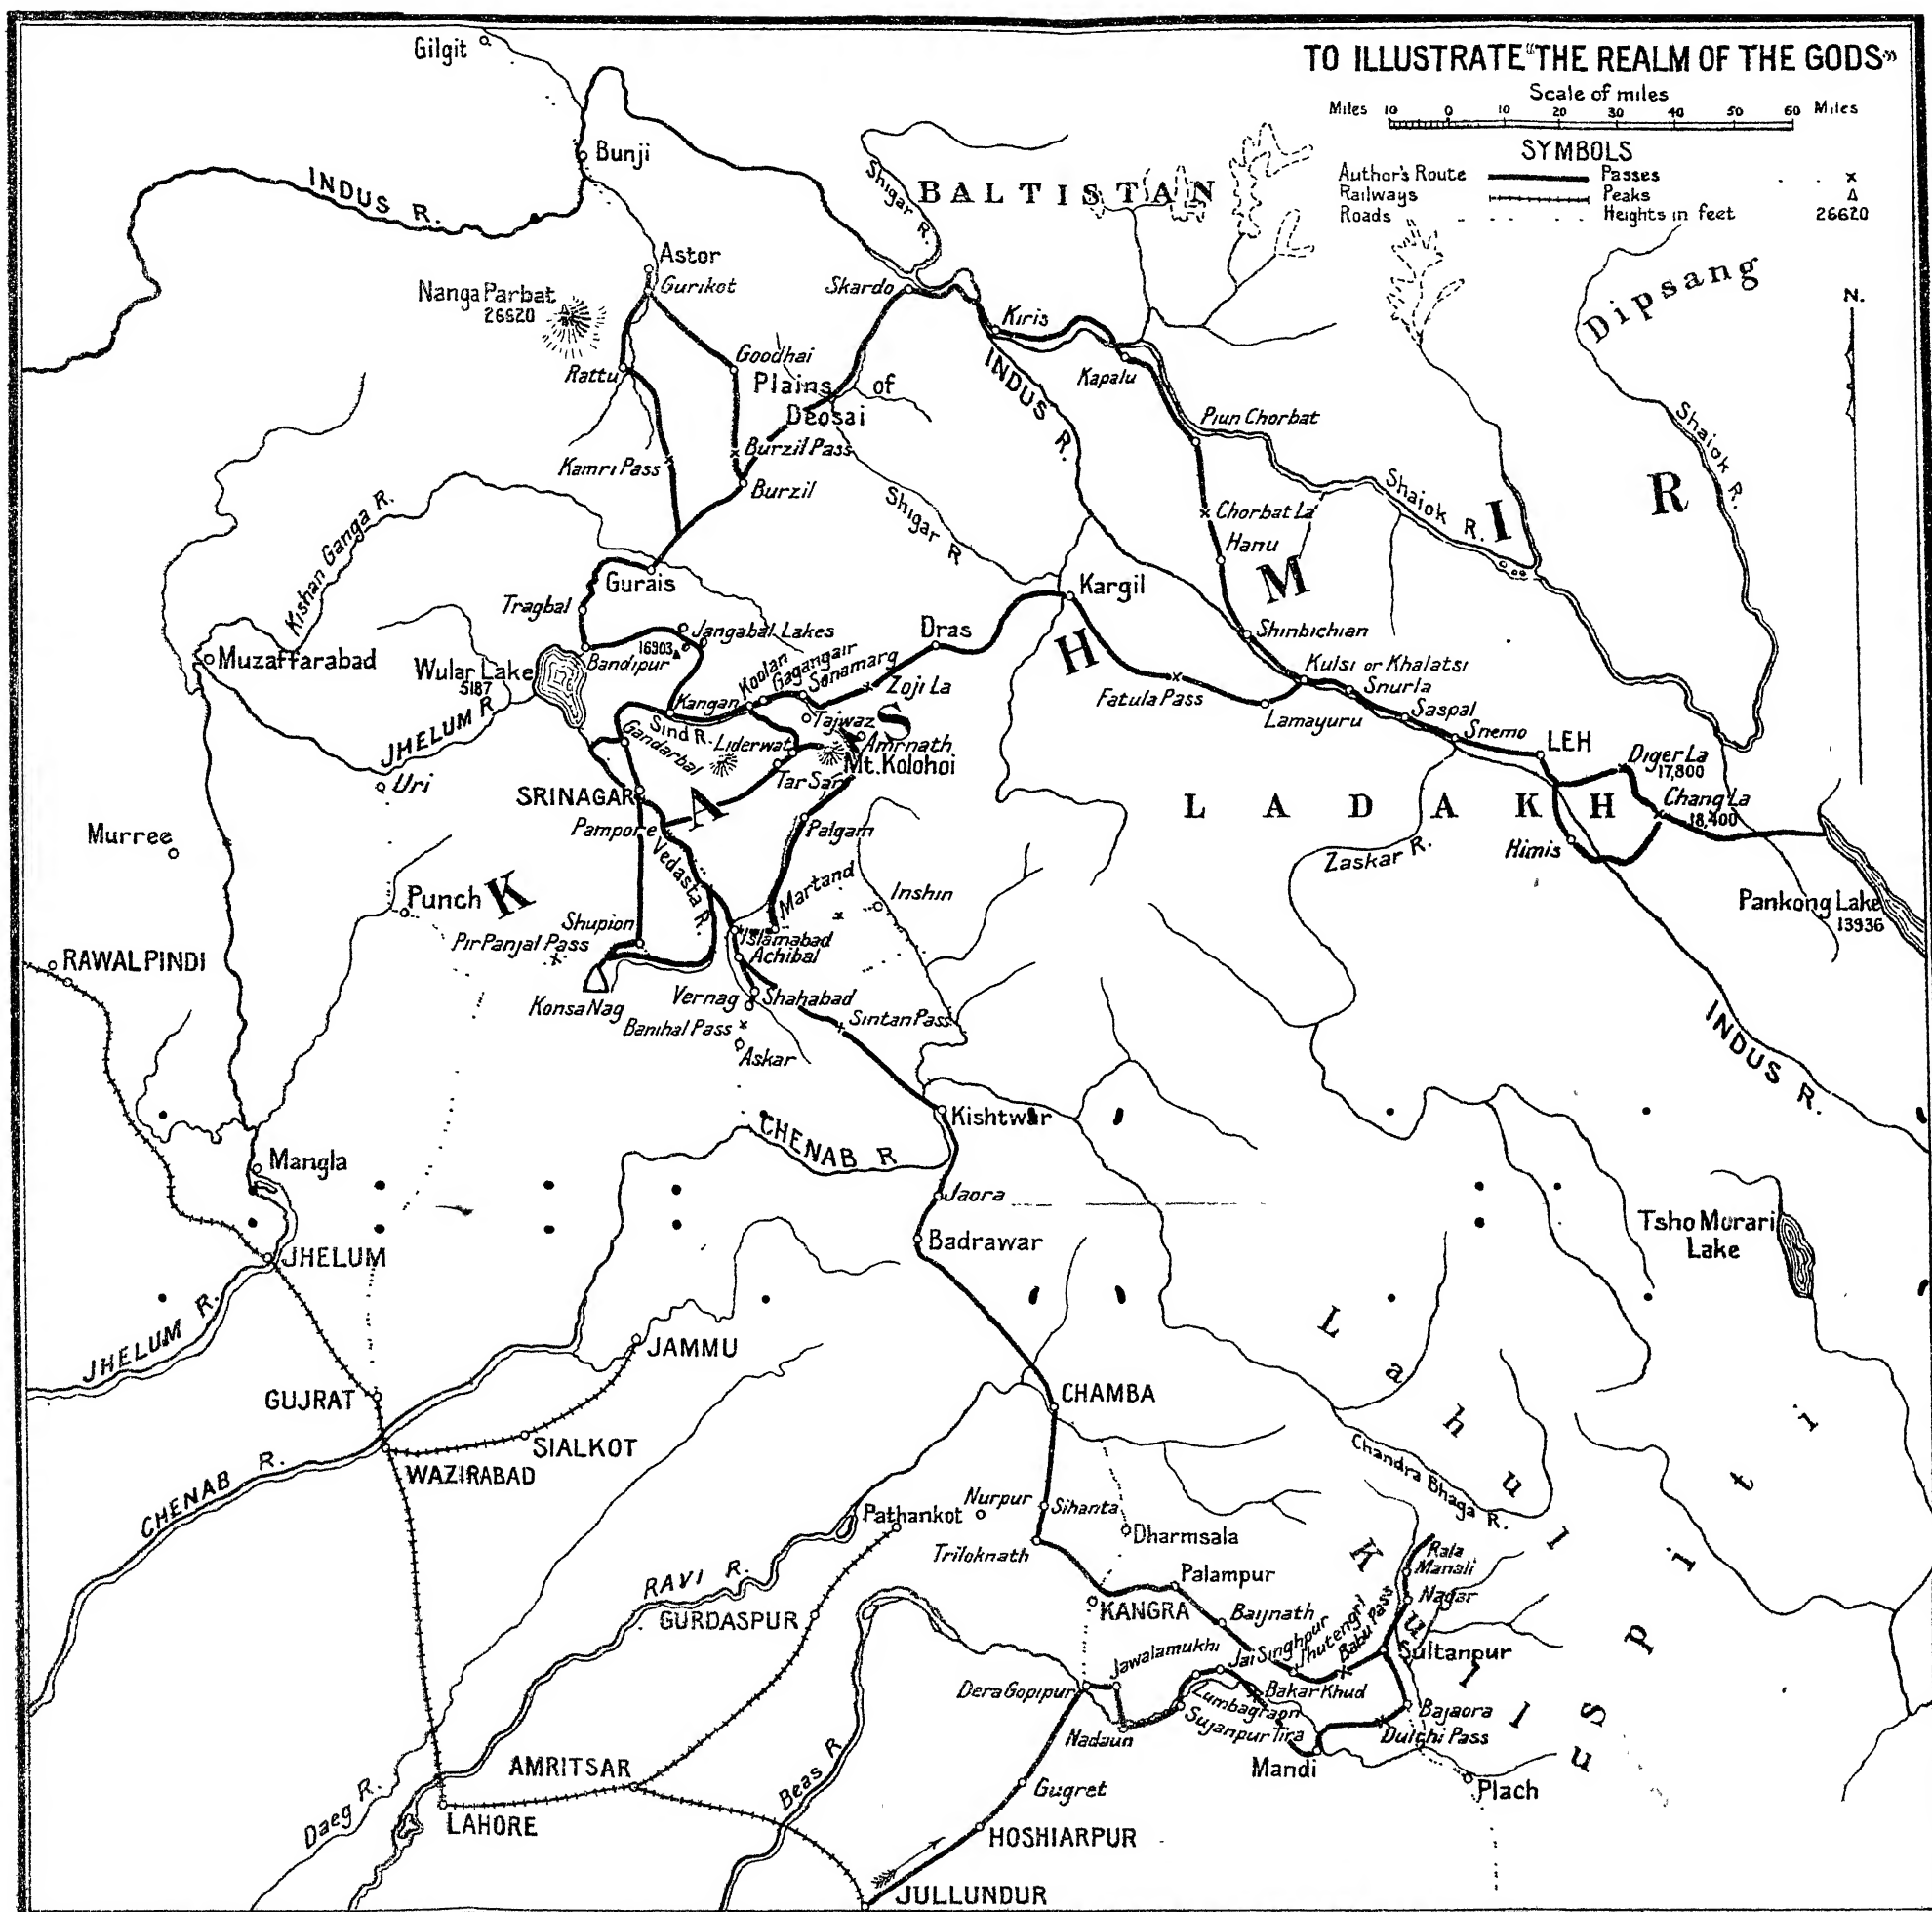 TO ILLUSTRATE "THE REALM OF THE GODS"
Scale of miles
Miles 10 0 10 20 30 40 50 60 Miles
SYMBOLS
Author's Route
Railways
Roads
Passes x
Peaks Δ
Heights in feet 26620
N.
Gilgit
Bunji
INDUS R.
Shigar R.
BALTISTAN
Dipsang
Astor
Gurikot
Nanga Parbat
26620
Skardo
Kiris
Goodhai
Rattu
Plains of
Deosai
INDUS R.
Kapalu
Piun Chorbat
Shaiok R.
Burzil Pass
Kamri Pass
Burzil
Shigar R
Shaiok R.
Chorbat La
Hanu
KASHMIR
Kishan Ganga R.
Gurais
Kargil
Tragbal
Jangabal Lakes
16903
Dras
Shinbichian
Muzaffarabad
Wular Lake
5187
Bandipur
Koolan
Gagangair
Sonamarg
Zoji La
Fatula Pass
Kulsi or Khalatsi
Snurla
Kangan
Lamayuru
Saspal
Snemo
LEH
JHELUM R.
Sind R.
Tajwaz
Gandarbal
Liderwat
Amrnath
Mt. Kolohoi
Tar Sar
Diger La
17,800
Uri
SRINAGAR
LADAKH
Chang La
18,400
Murree
Pampore
Palgam
Himis
Zaskar R.
Vedasta R.
Martand
Inshin
Punch
Shupion
Pankong Lake
13936
Pir Panjal Pass
Islamabad
Achibal
RAWALPINDI
Konsa Nag
Vernag
Shahabad
Banihal Pass
Sintan Pass
Askar
INDUS R.
Kishtwar
CHENAB R
Mangla
Jaora
Tsho Morari
Lake
Badrawar
JHELUM
JHELUM R.
JAMMU
Lahul
GUJRAT
CHAMBA
SIALKOT
WAZIRABAD
CHENAB R.
Chandra Bhaga R.
Spiti
Nurpur
Sihanta
Pathankot
Dharmsala
Triloknath
Kullu
Rala
Manali
Nagar
Palampur
RAVI R.
GURDASPUR
KANGRA
Baijnath
Jhutengri
Babu Pass
Sultanpur
Jawalamukhi
Jai Singhpur
Dera Gopipur
Bakar Khud
Lumbagraon
Sujanpur Tira
Bajaora
Dulchi Pass
Nadaun
Mandi
Plach
AMRITSAR
Beas R
Gugret
Daeg R.
LAHORE
HOSHIARPUR
JULLUNDUR